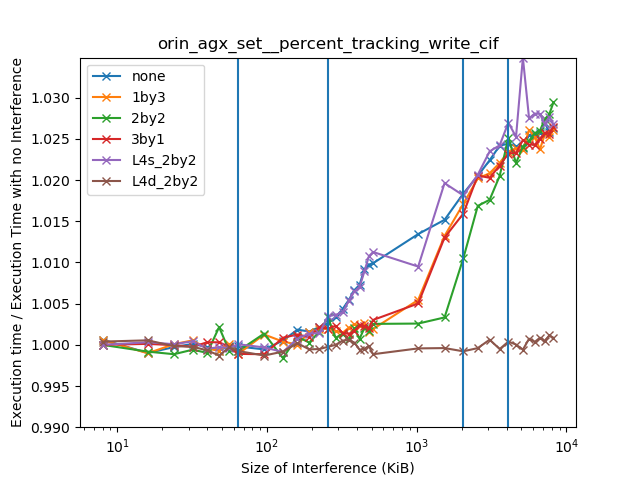 orin_agx_set__percent_tracking_write_cif
Execution time / Execution Time with no Interference
1.030
1.025
1.020
1.015
1.010
1.005
1.000
0.995
0.990
none
1by3
2by2
3by1
L4s_2by2
L4d_2by2
10¹
10²
10³
10⁴
Size of Interference (KiB)